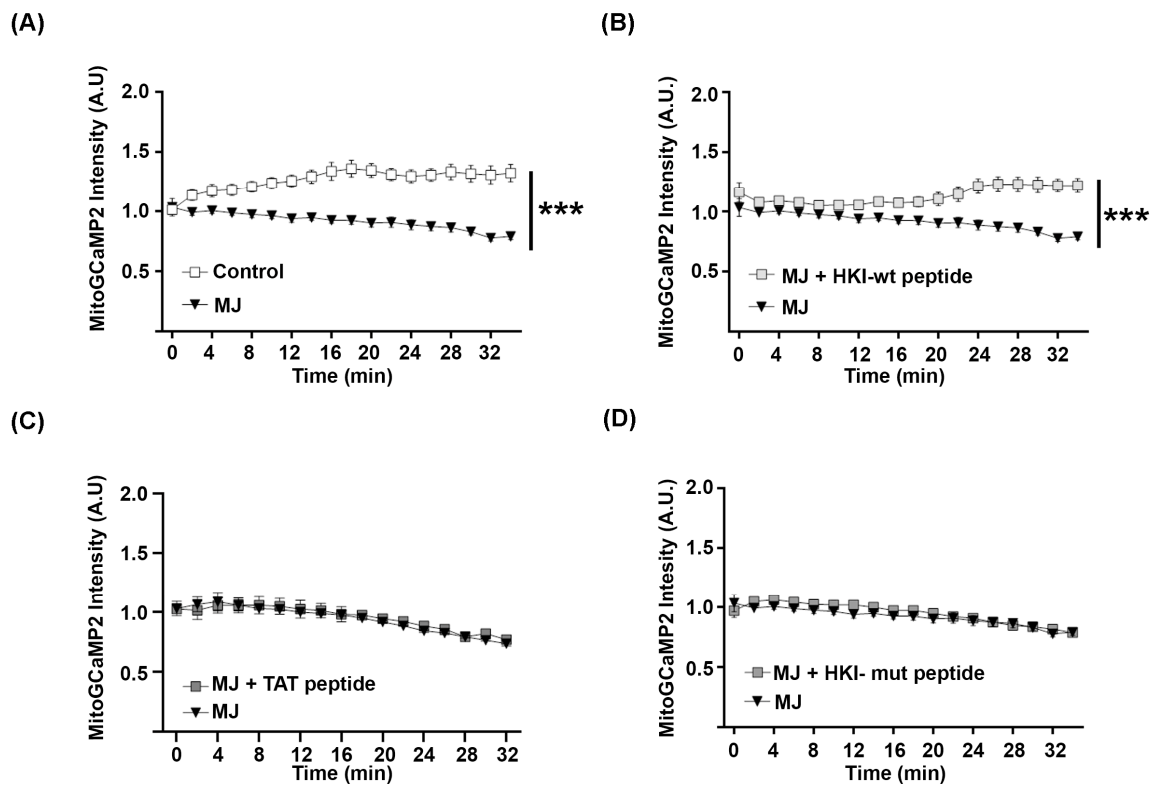 (A)
MitoGCaMP2 Intensity (A.U)
2.0
1.5
1.0
0.5
Control
MJ
***
0 4 8 12 16 20 24 28 32
Time (min)
(B)
MitoGCaMP2 Intensity (A.U.)
2.0
1.5
1.0
0.5
MJ + HKI-wt peptide
MJ
***
0 4 8 12 16 20 24 28 32
Time (min)
(C)
MitoGCaMP2 Intensity (A.U)
2.0
1.5
1.0
0.5
MJ + TAT peptide
MJ
0 4 8 12 16 20 24 28 32
Time (min)
(D)
MitoGCaMP2 Intesity (A.U.)
2.0
1.5
1.0
0.5
MJ + HKI- mut peptide
MJ
0 4 8 12 16 20 24 28 32
Time (min)